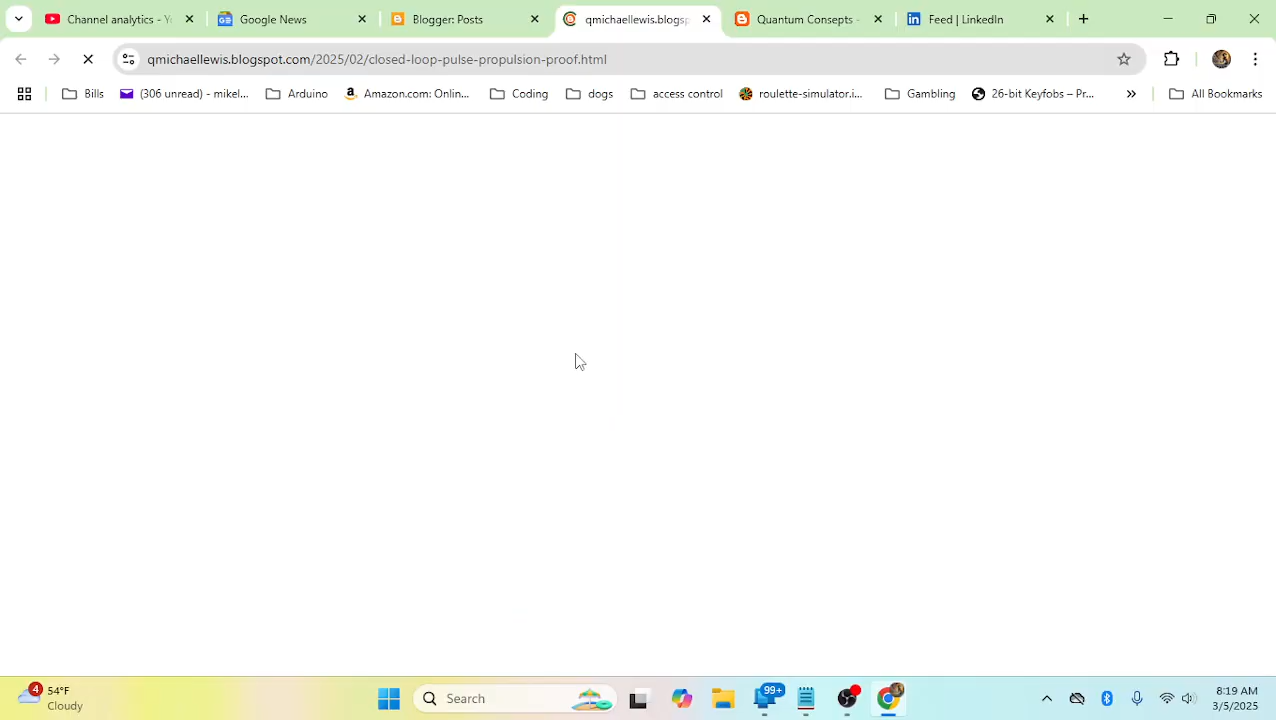 Channel analytics - Y
Google News
Blogger: Posts
qmichaellewis.blogsp
Quantum Consepts -
Feed | LinkedIn
qmichaellewis.blogspot.com/2025/02/closed-loop-pulse-propulsion-proof.html
Bills
(306 unread) - mikel...
Arduino
Amazon.com: Onlin...
Coding
dogs
access control
roulette-simulator.i...
Gambling
26-bit Keyfobs – Pr...
»
All Bookmarks
4
54°F
Cloudy
Search
99+
8:19 AM
3/5/2025